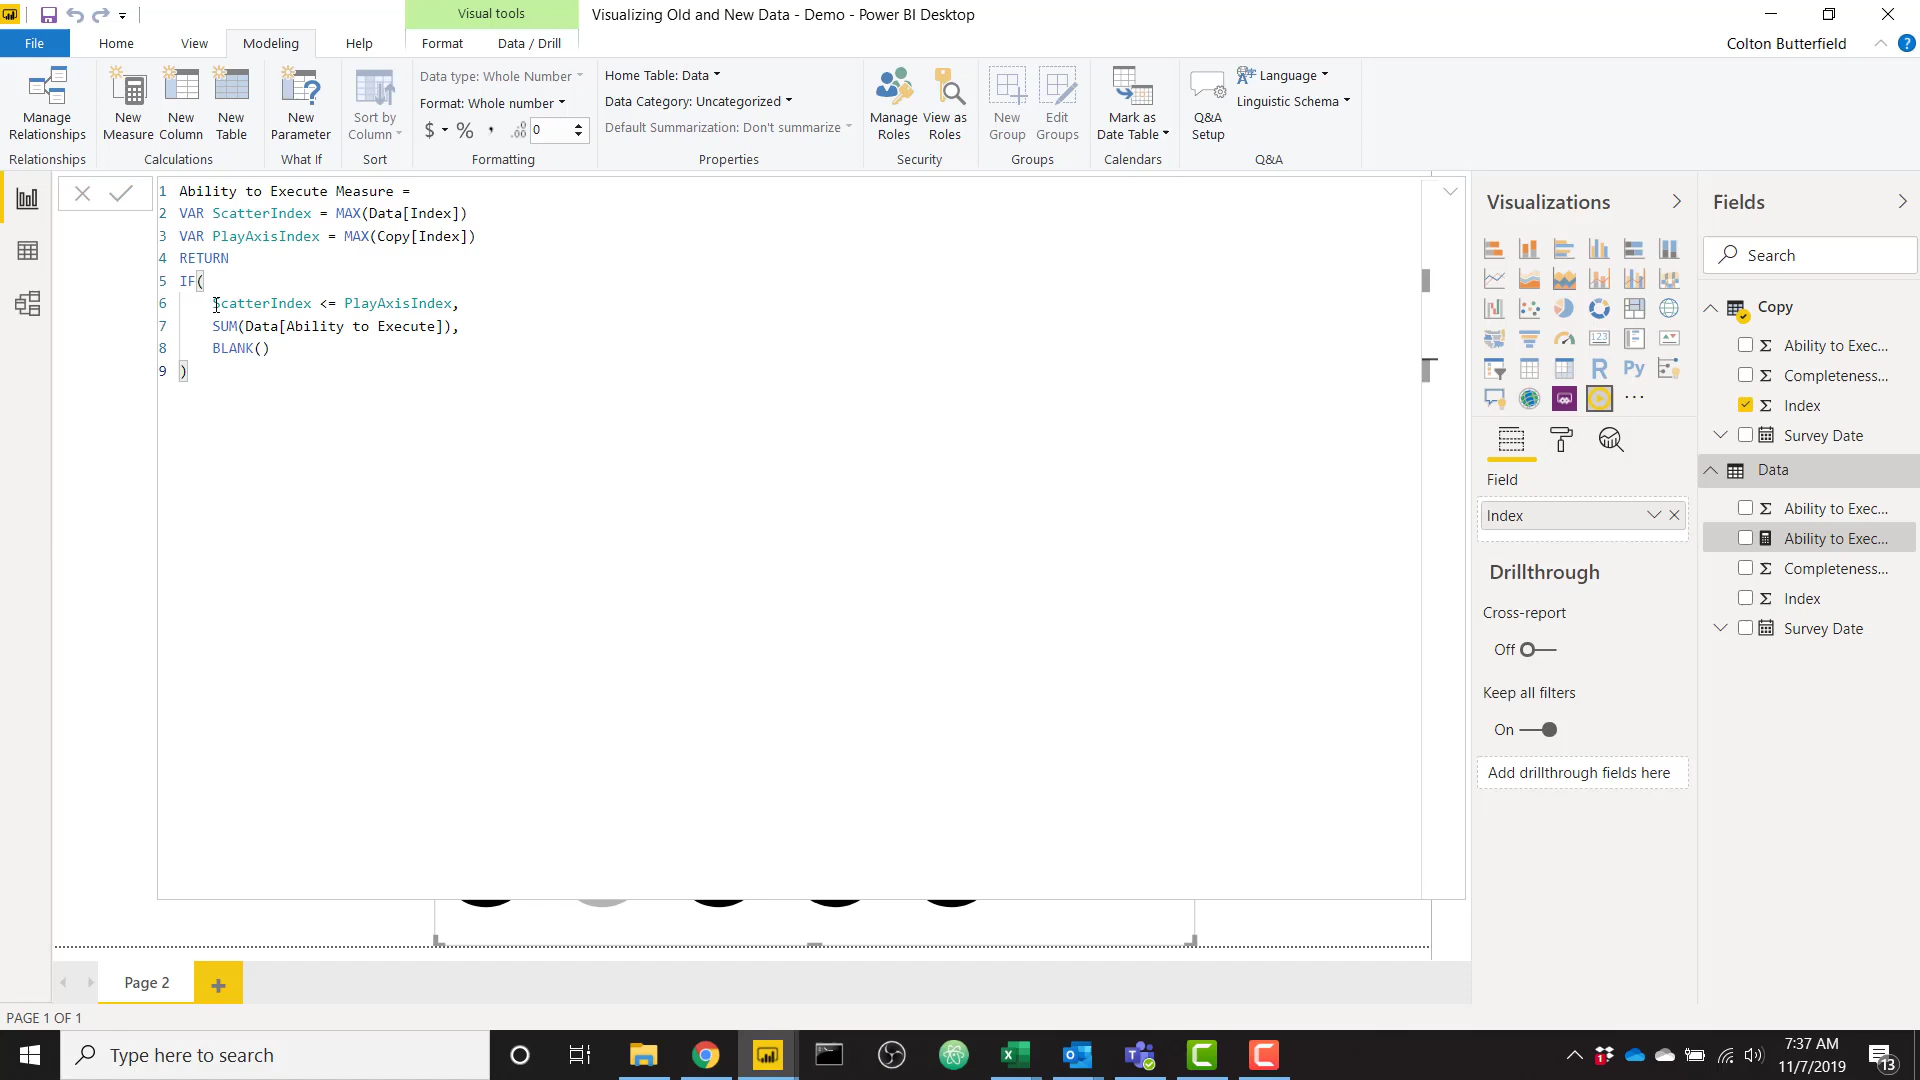 Visual tools
Visualizing Old and New Data - Demo - Power BI Desktop
File
Home
View
Modeling
Help
Format
Data / Drill
Colton Butterfield
Manage Relationships
New Measure
New Column
New Table
New Parameter
Sort by Column
Data type: Whole Number
Format: Whole number
$ % , .00 0
Home Table: Data
Data Category: Uncategorized
Default Summarization: Don't summarize
Manage Roles
View as Roles
New Group
Edit Groups
Mark as Date Table
Q&A Setup
Language
Linguistic Schema
Relationships
Calculations
What If
Sort
Formatting
Properties
Security
Groups
Calendars
Q&A
1 Ability to Execute Measure =
2 VAR ScatterIndex = MAX(Data[Index])
3 VAR PlayAxisIndex = MAX(Copy[Index])
4 RETURN
5 IF(
6 ScatterIndex <= PlayAxisIndex,
7 SUM(Data[Ability to Execute]),
8 BLANK()
9 )
Visualizations
R
Py
123
Field
Index
Drillthrough
Cross-report
Off
Keep all filters
On
Add drillthrough fields here
Fields
Search
Copy
Ability to Exec...
Completeness...
Index
Survey Date
Data
Ability to Exec...
Ability to Exec...
Completeness...
Index
Survey Date
Page 2
PAGE 1 OF 1
Type here to search
7:37 AM
11/7/2019
13